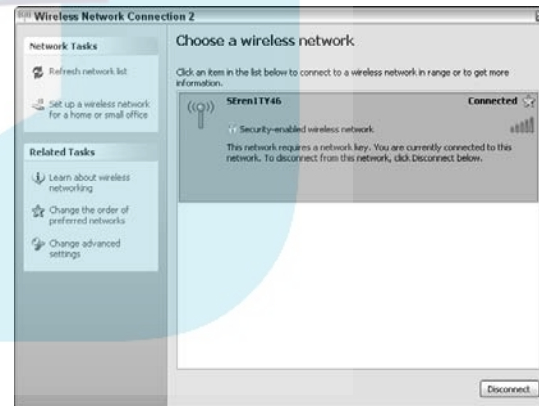 Wireless Network Connection 2
Network Tasks
Refresh network list
Set up a wireless network
for a home or small office
Related Tasks
Learn about wireless
networking
Change the order of
preferred networks
Change advanced
settings
Choose a wireless network
Click an item in the list below to connect to a wireless network in range or to get more
information.
SEren1TY46
Connected
Security-enabled wireless network
This network requires a network key. You are currently connected to this
network. To disconnect from this network, click Disconnect below.
Disconnect